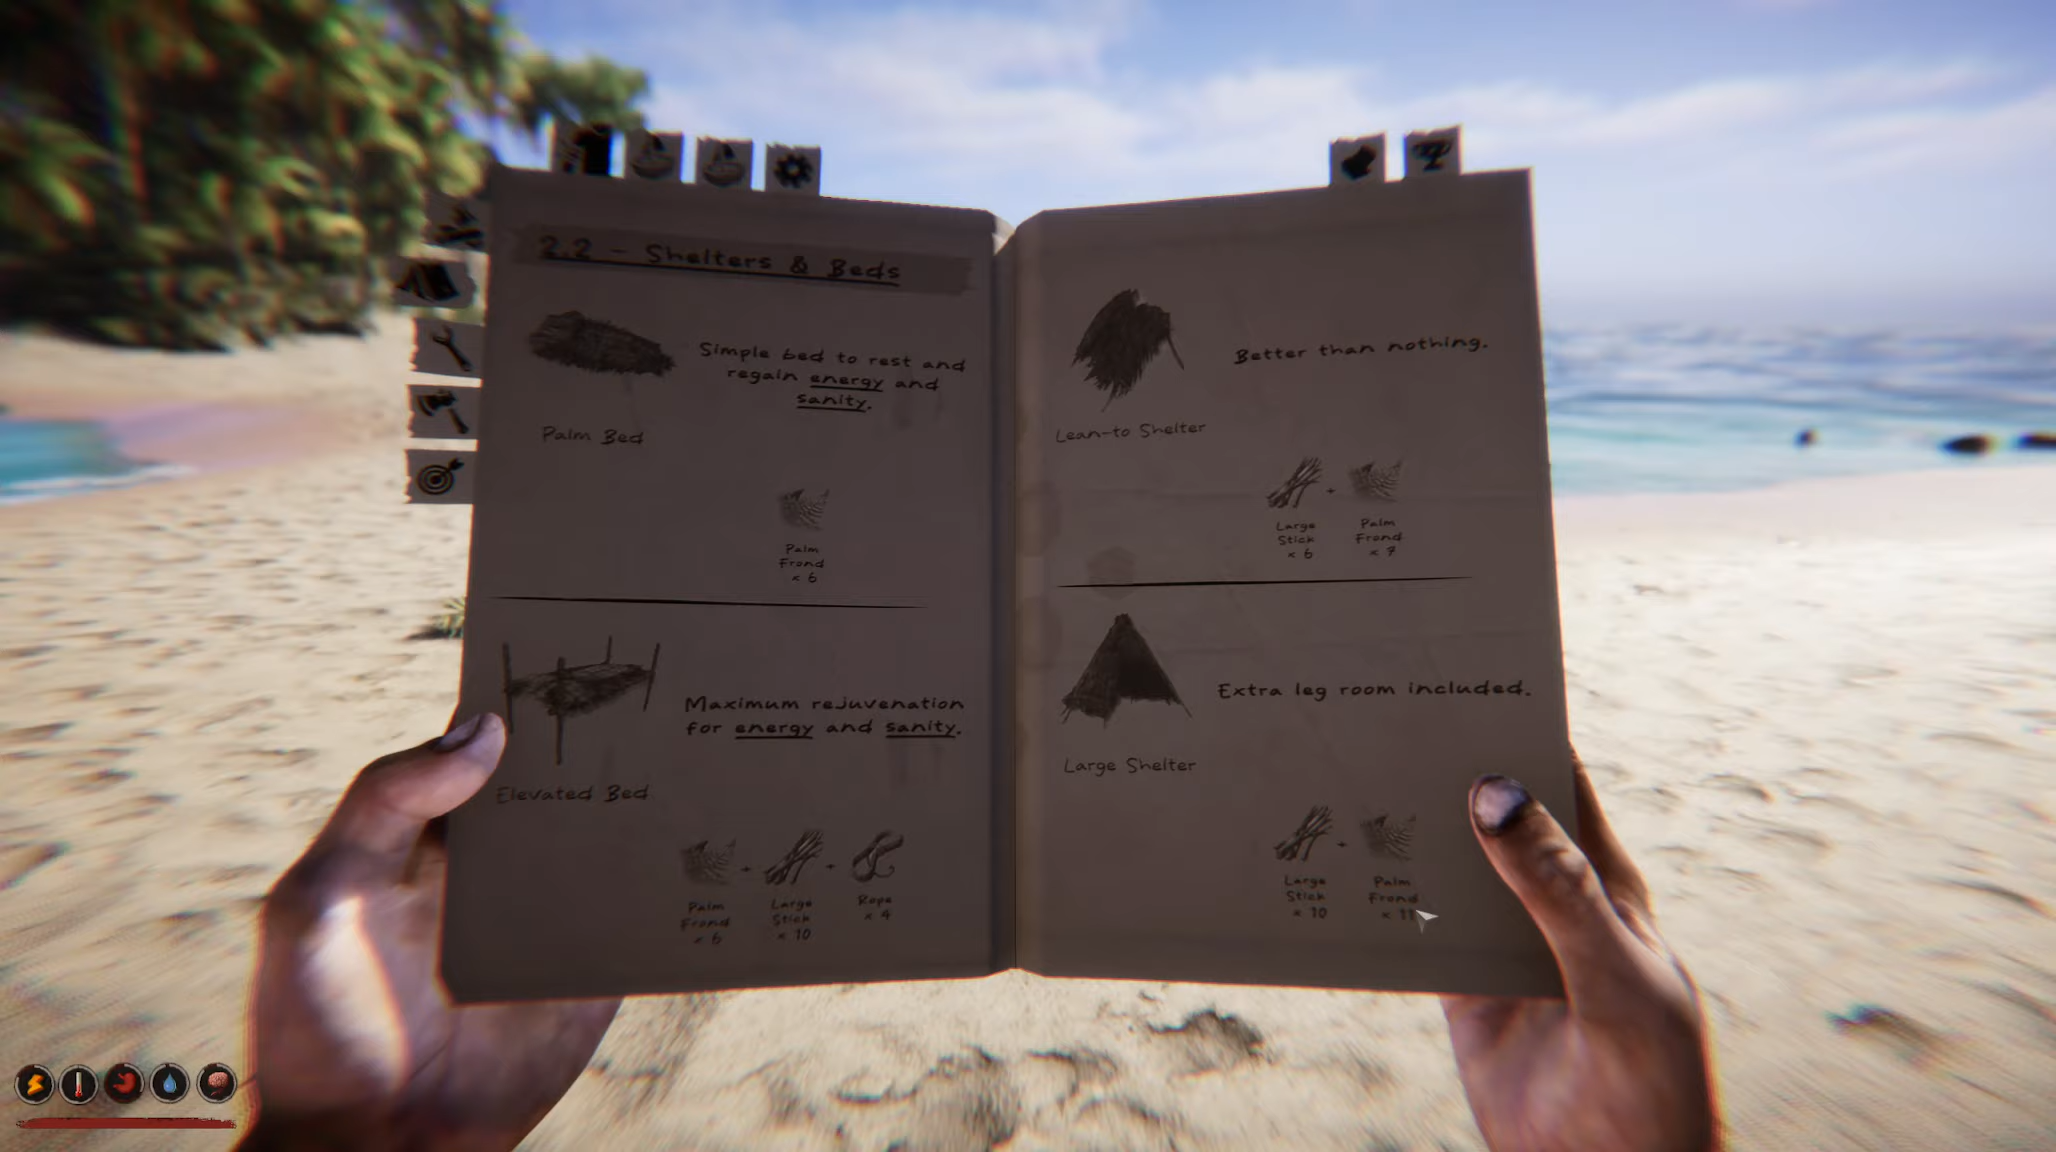 2.2 - Shelters & Beds
Simple bed to rest and
regain energy and
sanity.
Palm Bed
Palm
Frond
x 6
Maximum rejuvenation
for energy and sanity.
Elevated Bed
+
+
Palm
Frond
x 6
Large
Stick
x 10
Rope
x 4
Better than nothing.
Lean-to Shelter
+
Large
Stick
x 6
Palm
Frond
x 7
Extra leg room included.
Large Shelter
+
Large
Stick
x 10
Palm
Frond
x 11